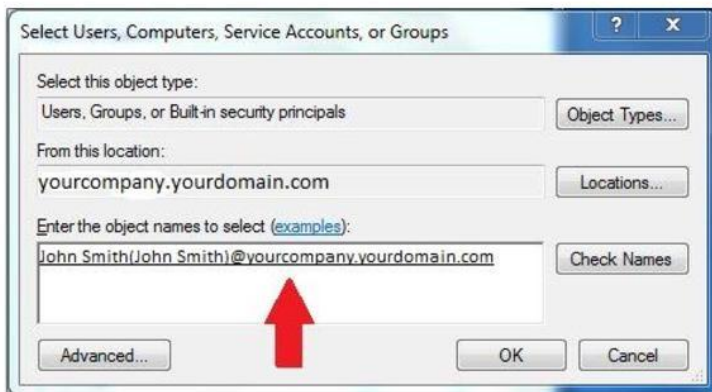 Select Users, Computers, Service Accounts, or Groups
? X
Select this object type:
Users, Groups, or Built-in security principals
Object Types...
From this location:
yourcompany.yourdomain.com
Locations...
Enter the object names to select (examples):
John Smith(John Smith)@yourcompany.yourdomain.com
Check Names
Advanced...
OK
Cancel